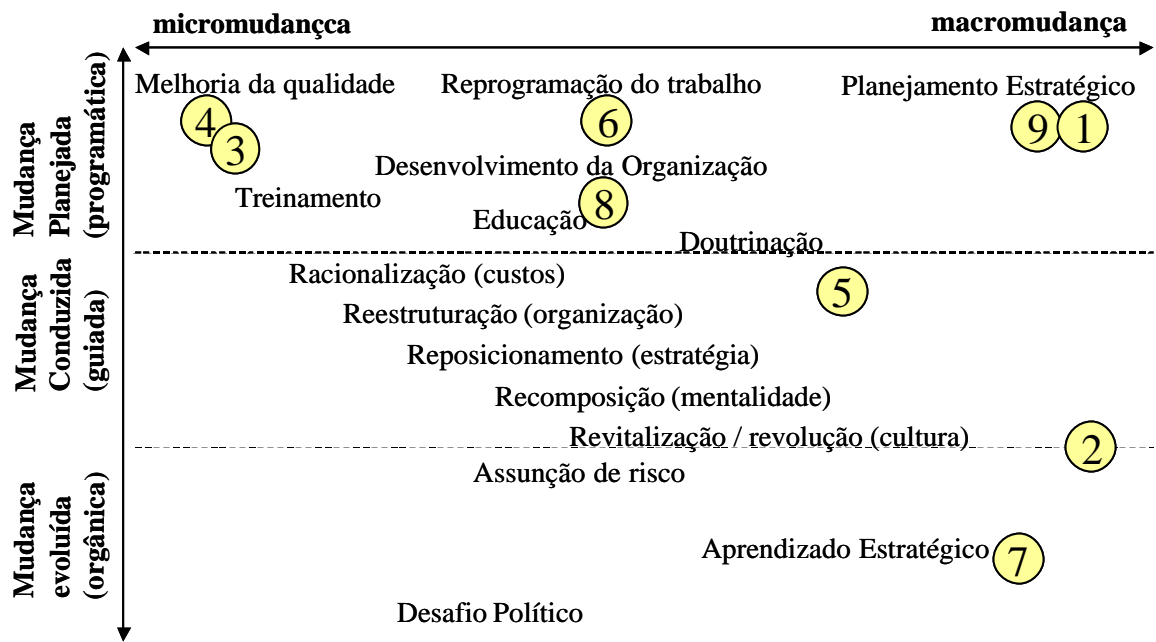 micromudançca
macromudança
Melhoria da qualidade
Reprogramação do trabalho
Planejamento Estratégico
4
3
6
9
1
Mudança
Planejada
(programática)
Desenvolvimento da Organização
Treinamento
8
Educação
Doutrinação
Mudança
Conduzida
(guiada)
Racionalização (custos)
5
Reestruturação (organização)
Reposicionamento (estratégia)
Recomposição (mentalidade)
Revitalização / revolução (cultura)
2
Mudança
evoluída
(orgânica)
Assunção de risco
Aprendizado Estratégico
7
Desafio Político